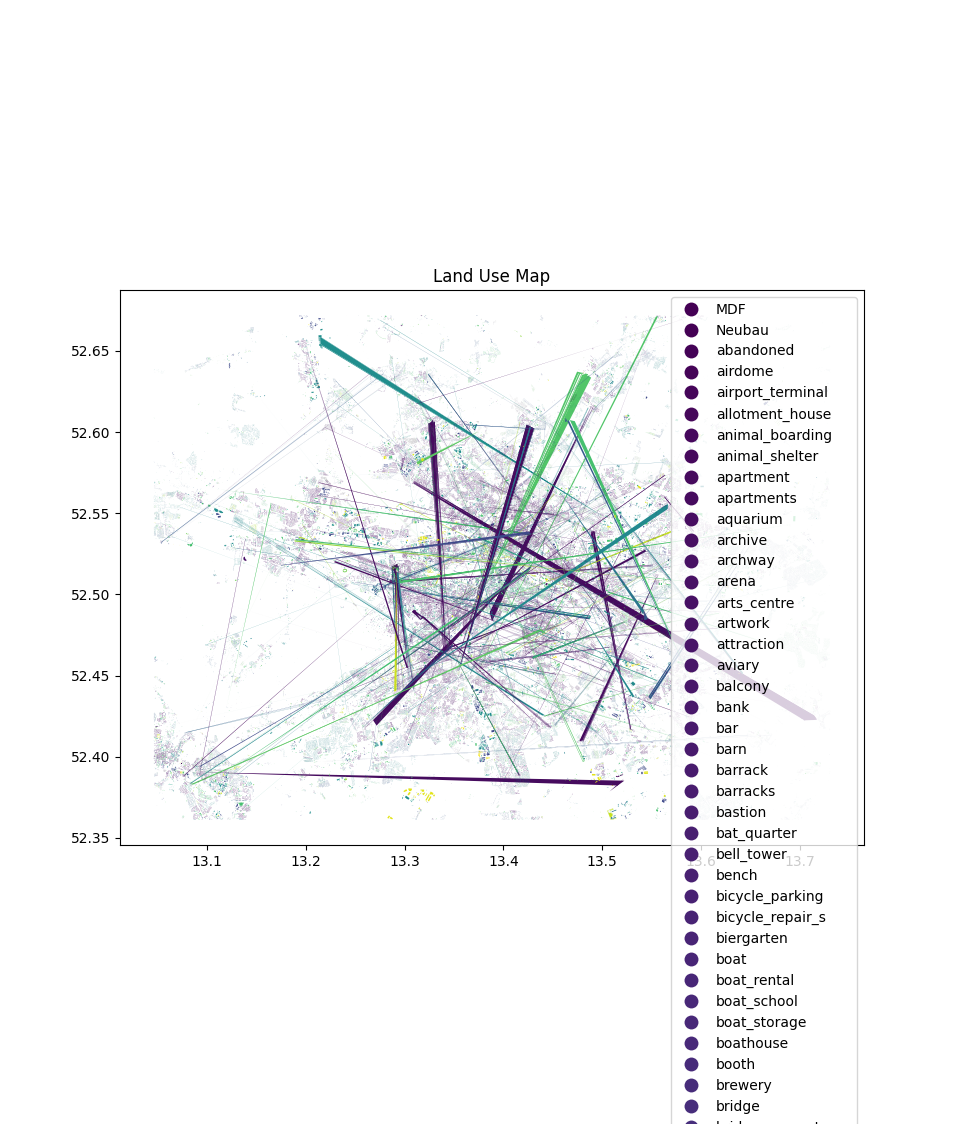 Land Use Map
52.65
52.60
52.55
52.50
52.45
52.40
52.35
13.1
13.2
13.3
13.4
13.5
13.6
13.7
MDF
Neubau
abandoned
airdome
airport_terminal
allotment_house
animal_boarding
animal_shelter
apartment
apartments
aquarium
archive
archway
arena
arts_centre
artwork
attraction
aviary
balcony
bank
bar
barn
barrack
barracks
bastion
bat_quarter
bell_tower
bench
bicycle_parking
bicycle_repair_s
biergarten
boat
boat_rental
boat_school
boat_storage
boathouse
booth
brewery
bridge